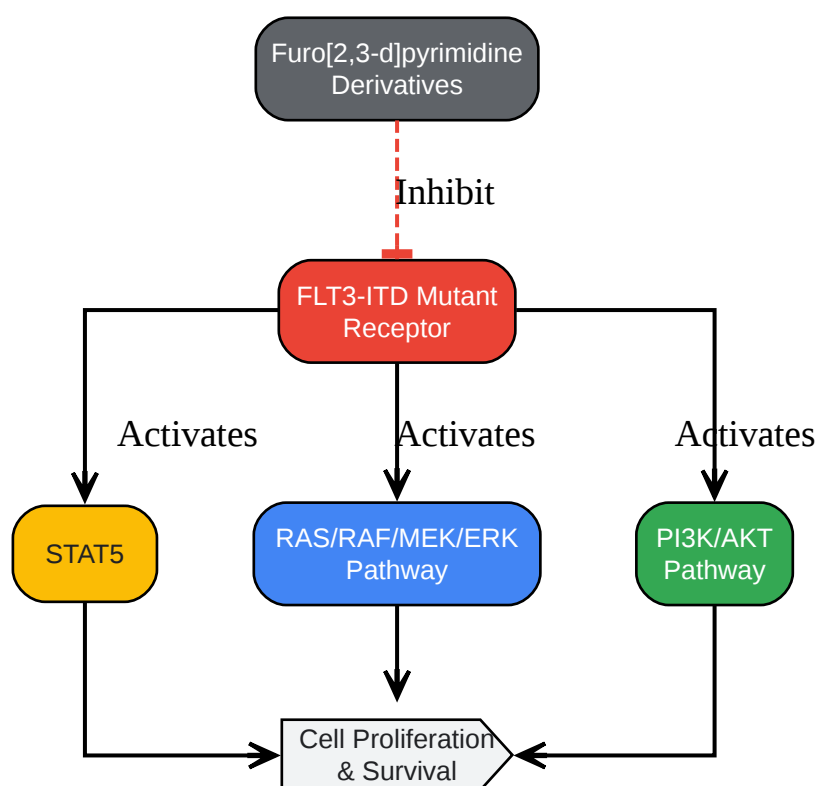 Furo[2,3-d]pyrimidine
Derivatives
Inhibit
FLT3-ITD Mutant
Receptor
Activates
Activates
Activates
STAT5
RAS/RAF/MEK/ERK
Pathway
PI3K/AKT
Pathway
Cell Proliferation
& Survival